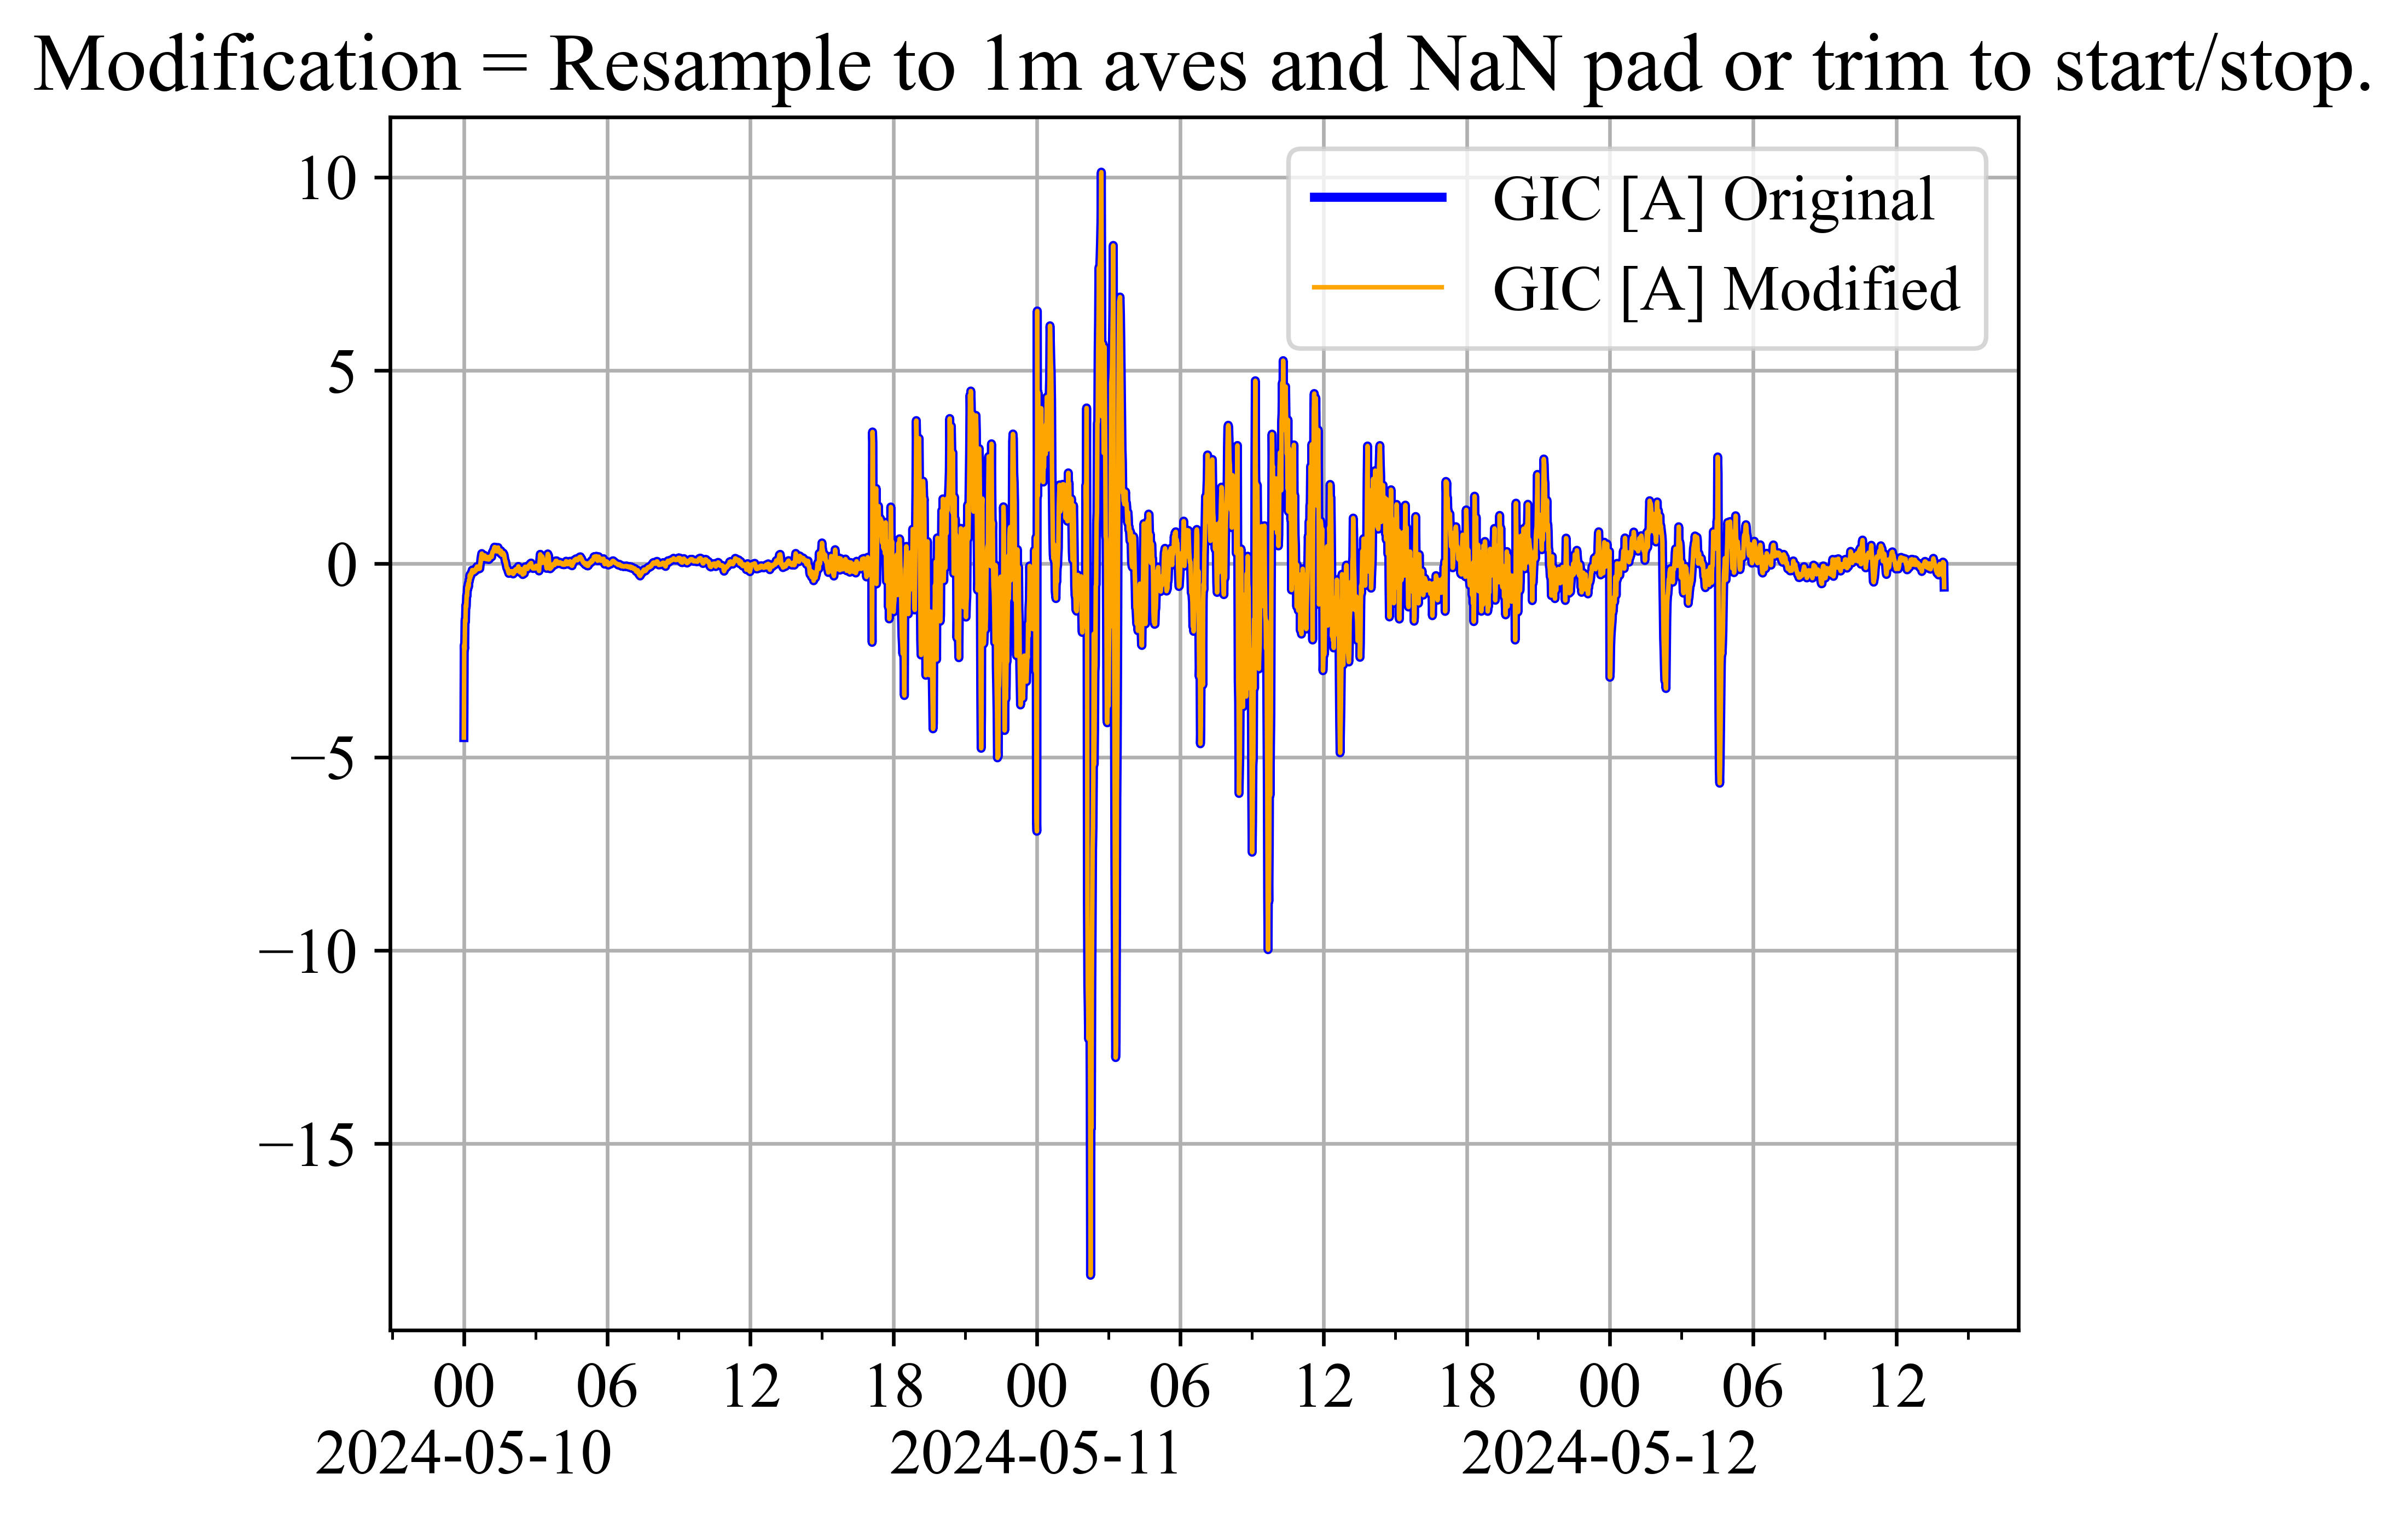 Modification = Resample to 1m aves and NaN pad or trim to start/stop.
GIC [A] Original
GIC [A] Modified
10
5
0
−5
−10
−15
00 06 12 18 00 06 12 18 00 06 12
2024-05-10 2024-05-11 2024-05-12